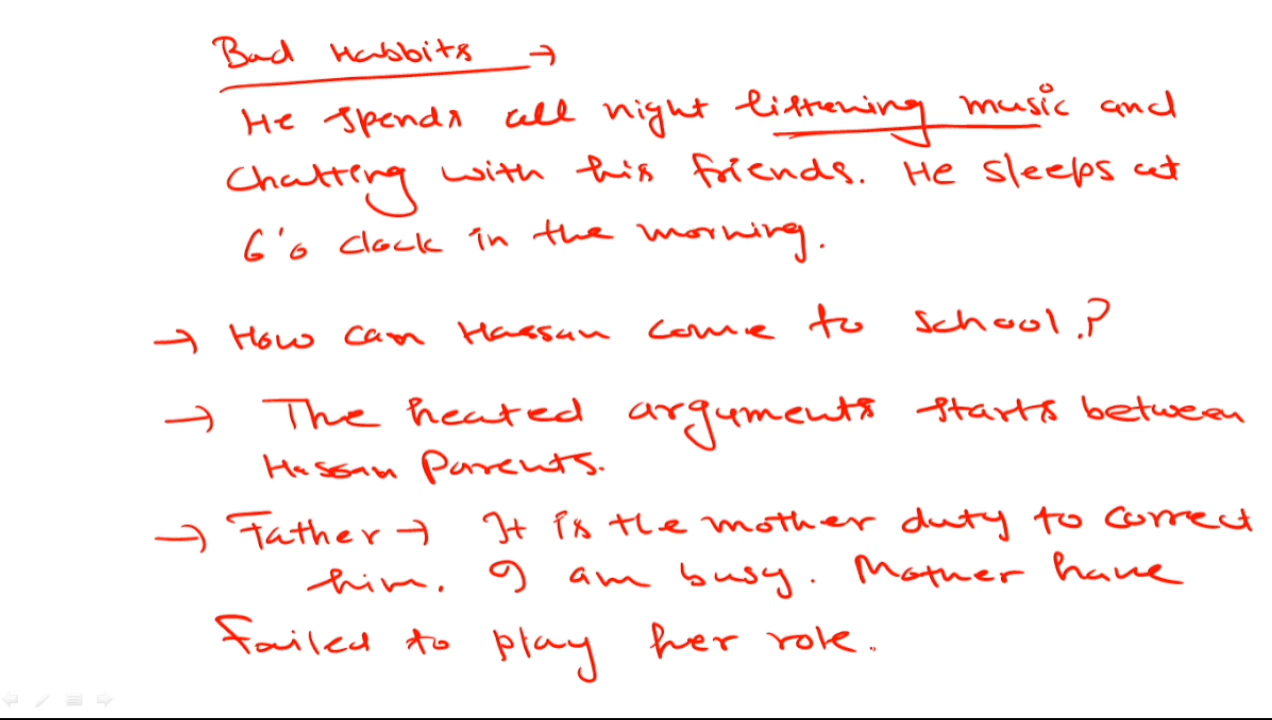 Bad Habbits →
He spends all night listening music and
chatting with his friends. He sleeps at
6'o clock in the morning.
→ How can Hassan come to school.?
→ The heated arguments starts between
Hassan Parents.
→ Father → It is the mother duty to correct
him. I am busy. Mother have
Failed to play her role.